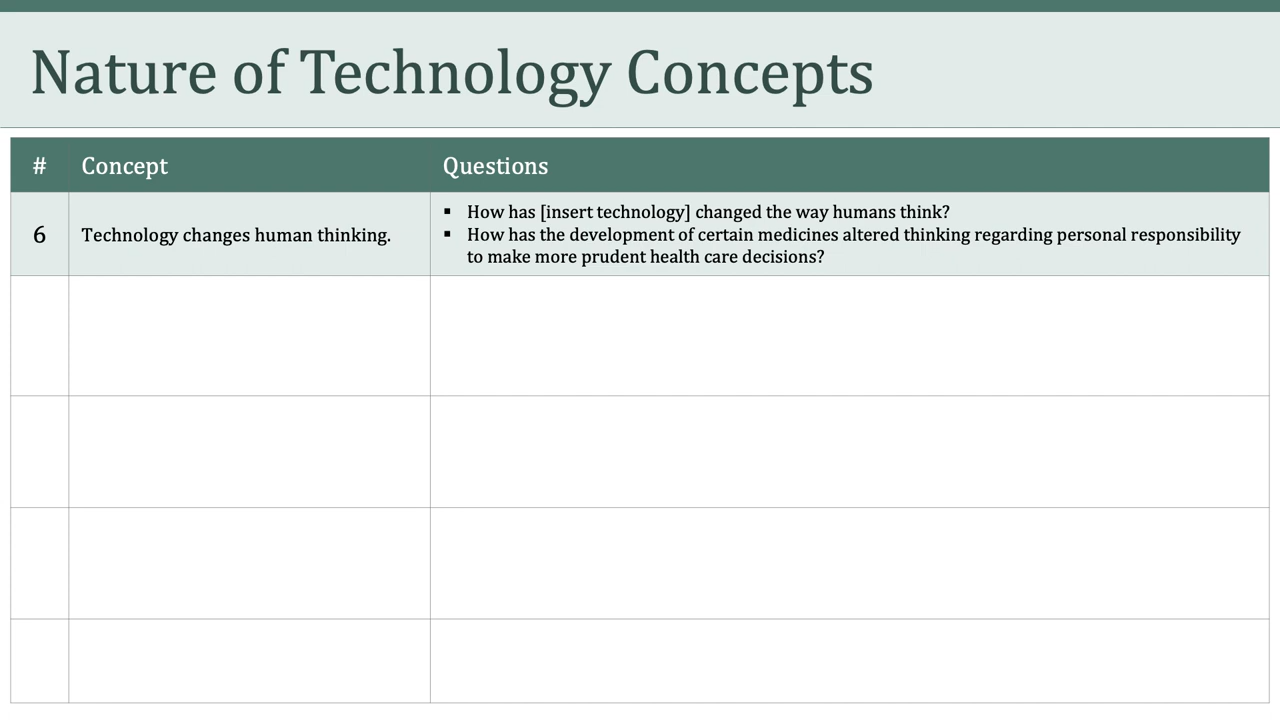 Nature of Technology Concepts
# Concept Questions
6 Technology changes human thinking.
▪ How has [insert technology] changed the way humans think?
▪ How has the development of certain medicines altered thinking regarding personal responsibility
to make more prudent health care decisions?